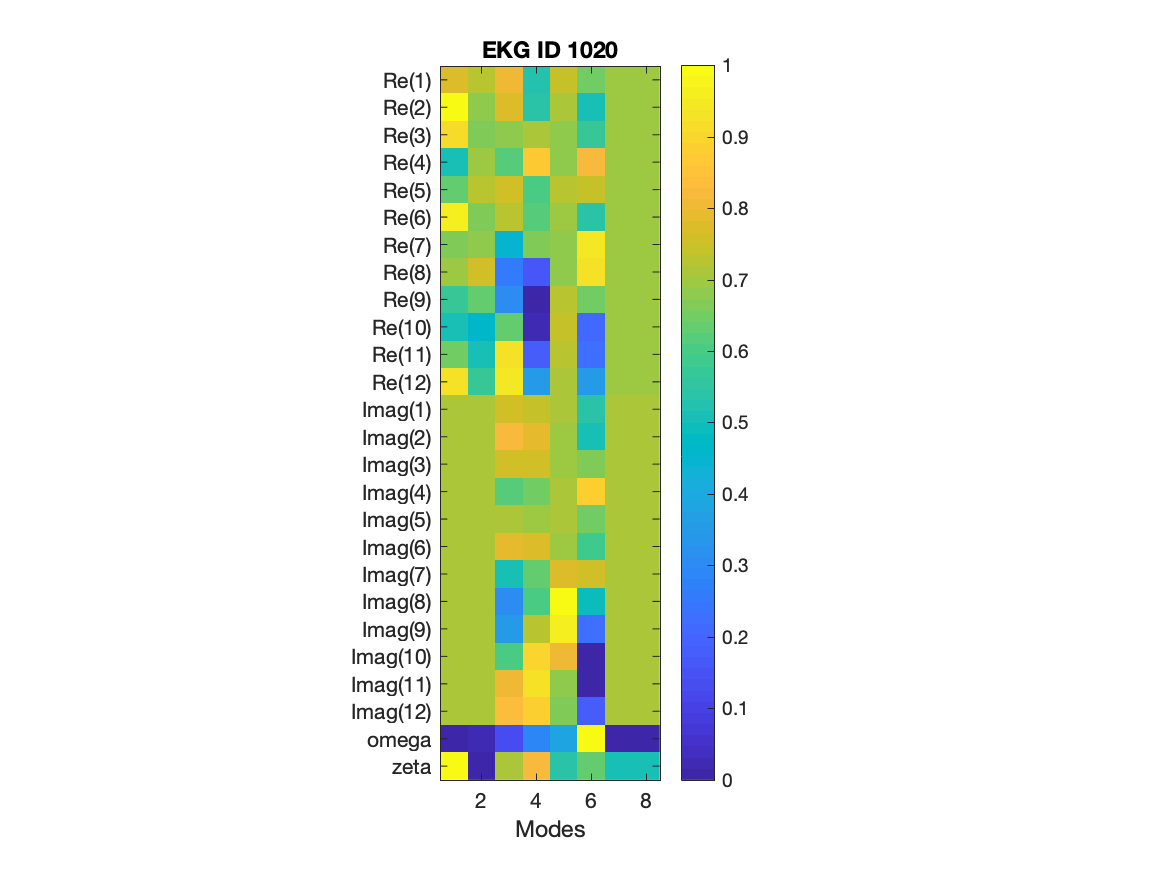 EKG ID 1020
Re(1)
Re(2)
Re(3)
Re(4)
Re(5)
Re(6)
Re(7)
Re(8)
Re(9)
Re(10)
Re(11)
Re(12)
Imag(1)
Imag(2)
Imag(3)
Imag(4)
Imag(5)
Imag(6)
Imag(7)
Imag(8)
Imag(9)
Imag(10)
Imag(11)
Imag(12)
omega
zeta
2 4 6 8
Modes
1
0.9
0.8
0.7
0.6
0.5
0.4
0.3
0.2
0.1
0